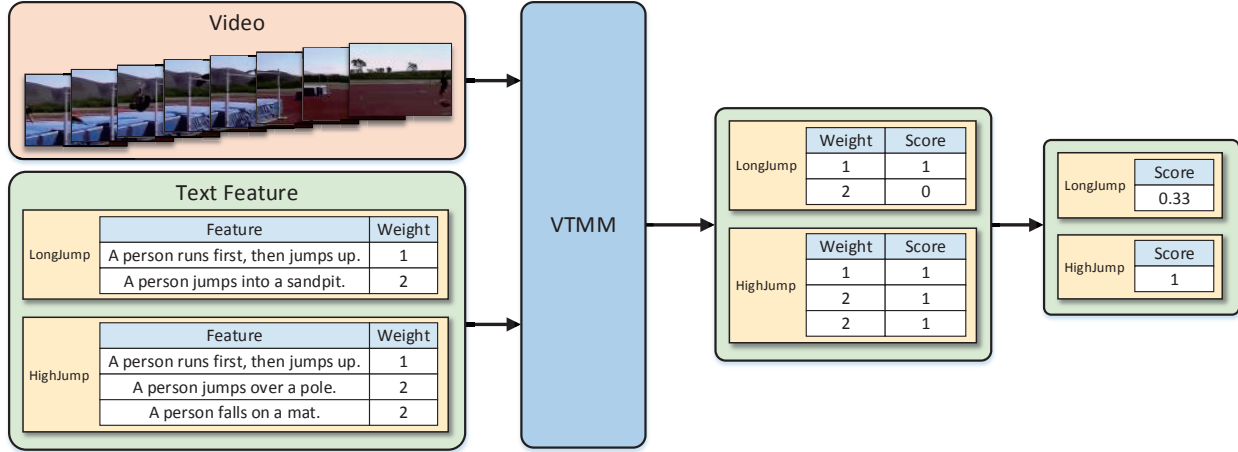 Video
Text Feature
LongJump
Feature Weight
A person runs first, then jumps up. 1
A person jumps into a sandpit. 2
HighJump
Feature Weight
A person runs first, then jumps up. 1
A person jumps over a pole. 2
A person falls on a mat. 2
VTMM
LongJump
Weight Score
1 1
2 0
HighJump
Weight Score
1 1
2 1
2 1
LongJump
Score
0.33
HighJump
Score
1